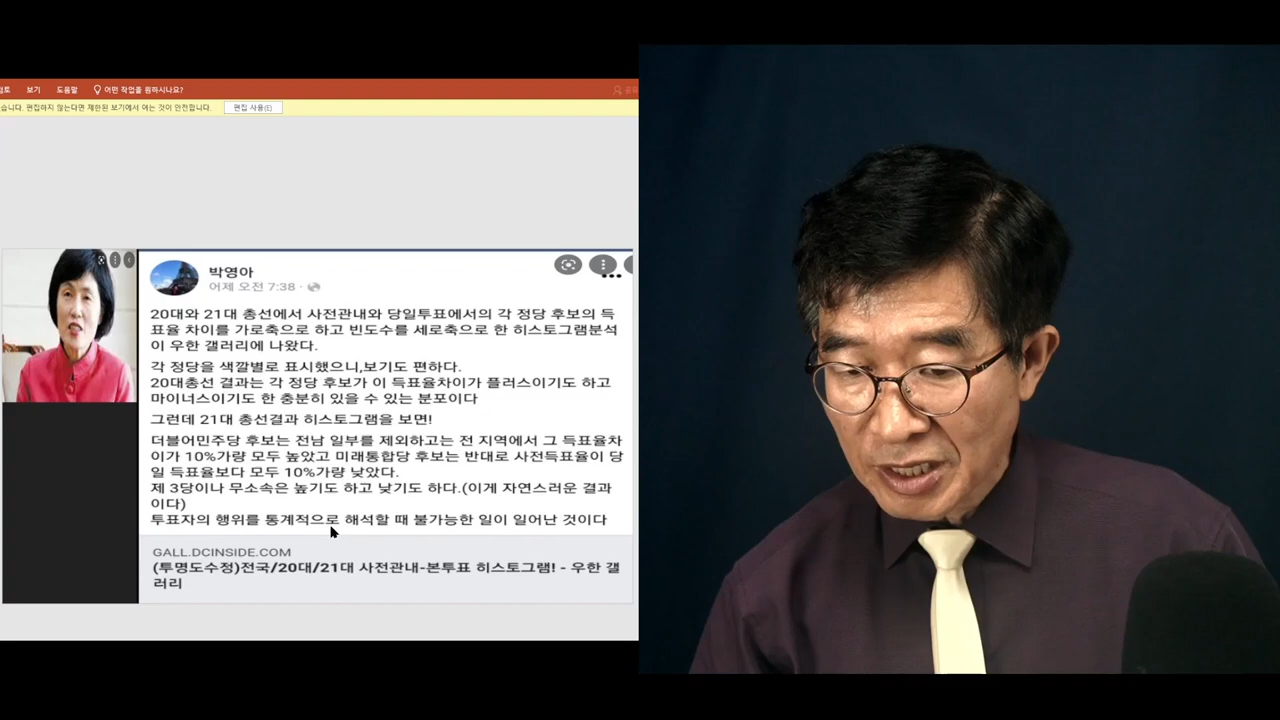 보기 도움말 어떤 작업을 원하시나요?
습니다. 편집하지 않는다면 제한된 보기에서 여는 것이 안전합니다. 편집 사용(E)
박영아
어제 오전 7:38
20대와 21대 총선에서 사전관내와 당일투표에서의 각 정당 후보의 득
표율 차이를 가로축으로 하고 빈도수를 세로축으로 한 히스토그램분석
이 우한 갤러리에 나왔다.
각 정당을 색깔별로 표시했으니,보기도 편하다.
20대총선 결과는 각 정당 후보가 이 득표율차이가 플러스이기도 하고
마이너스이기도 한 충분히 있을 수 있는 분포이다
그런데 21대 총선결과 히스토그램을 보면!
더불어민주당 후보는 전남 일부를 제외하고는 전 지역에서 그 득표율차
이가 10%가량 모두 높았고 미래통합당 후보는 반대로 사전득표율이 당
일 득표율보다 모두 10%가량 낮았다.
제 3당이나 무소속은 높기도 하고 낮기도 하다.(이게 자연스러운 결과
이다)
투표자의 행위를 통계적으로 해석할 때 불가능한 일이 일어난 것이다
GALL.DCINSIDE.COM
(투명도수정)전국/20대/21대 사전관내-본투표 히스토그램! - 우한 갤
러리